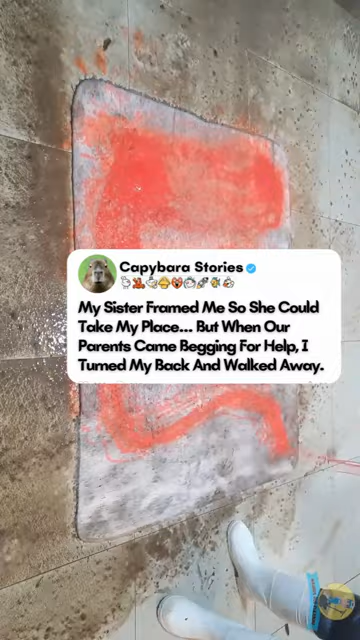 Capybara Stories
My Sister Framed Me So She Could
Take My Place... But When Our
Parents Came Begging For Help, I
Turned My Back And Walked Away.